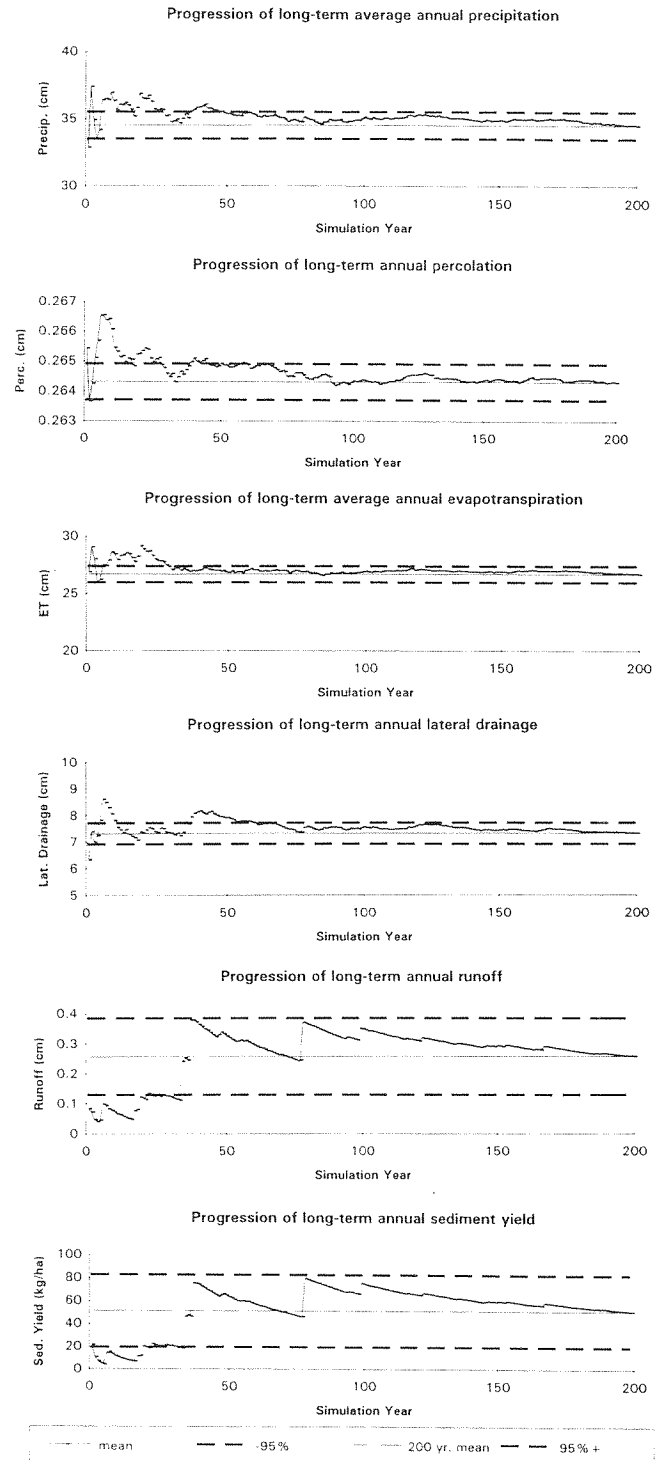 Progression of long-term average annual precipitation
Precip. (cm)
40
35
30
0 50 100 150 200
Simulation Year
Progression of long-term annual percolation
Perc. (cm)
0.267
0.266
0.265
0.264
0.263
0 50 100 150 200
Simulation Year
Progression of long-term average annual evapotranspiration
ET (cm)
30
25
20
0 50 100 150 200
Simulation Year
Progression of long-term annual lateral drainage
Lat. Drainage (cm)
10
9
8
7
6
5
0 50 100 150 200
Simulation Year
Progression of long-term annual runoff
Runoff (cm)
0.4
0.3
0.2
0.1
0
0 50 100 150 200
Simulation Year
Progression of long-term annual sediment yield
Sed. Yield (kg/ha)
100
80
60
40
20
0
0 50 100 150 200
Simulation Year
mean -95% 200 yr. mean 95% +